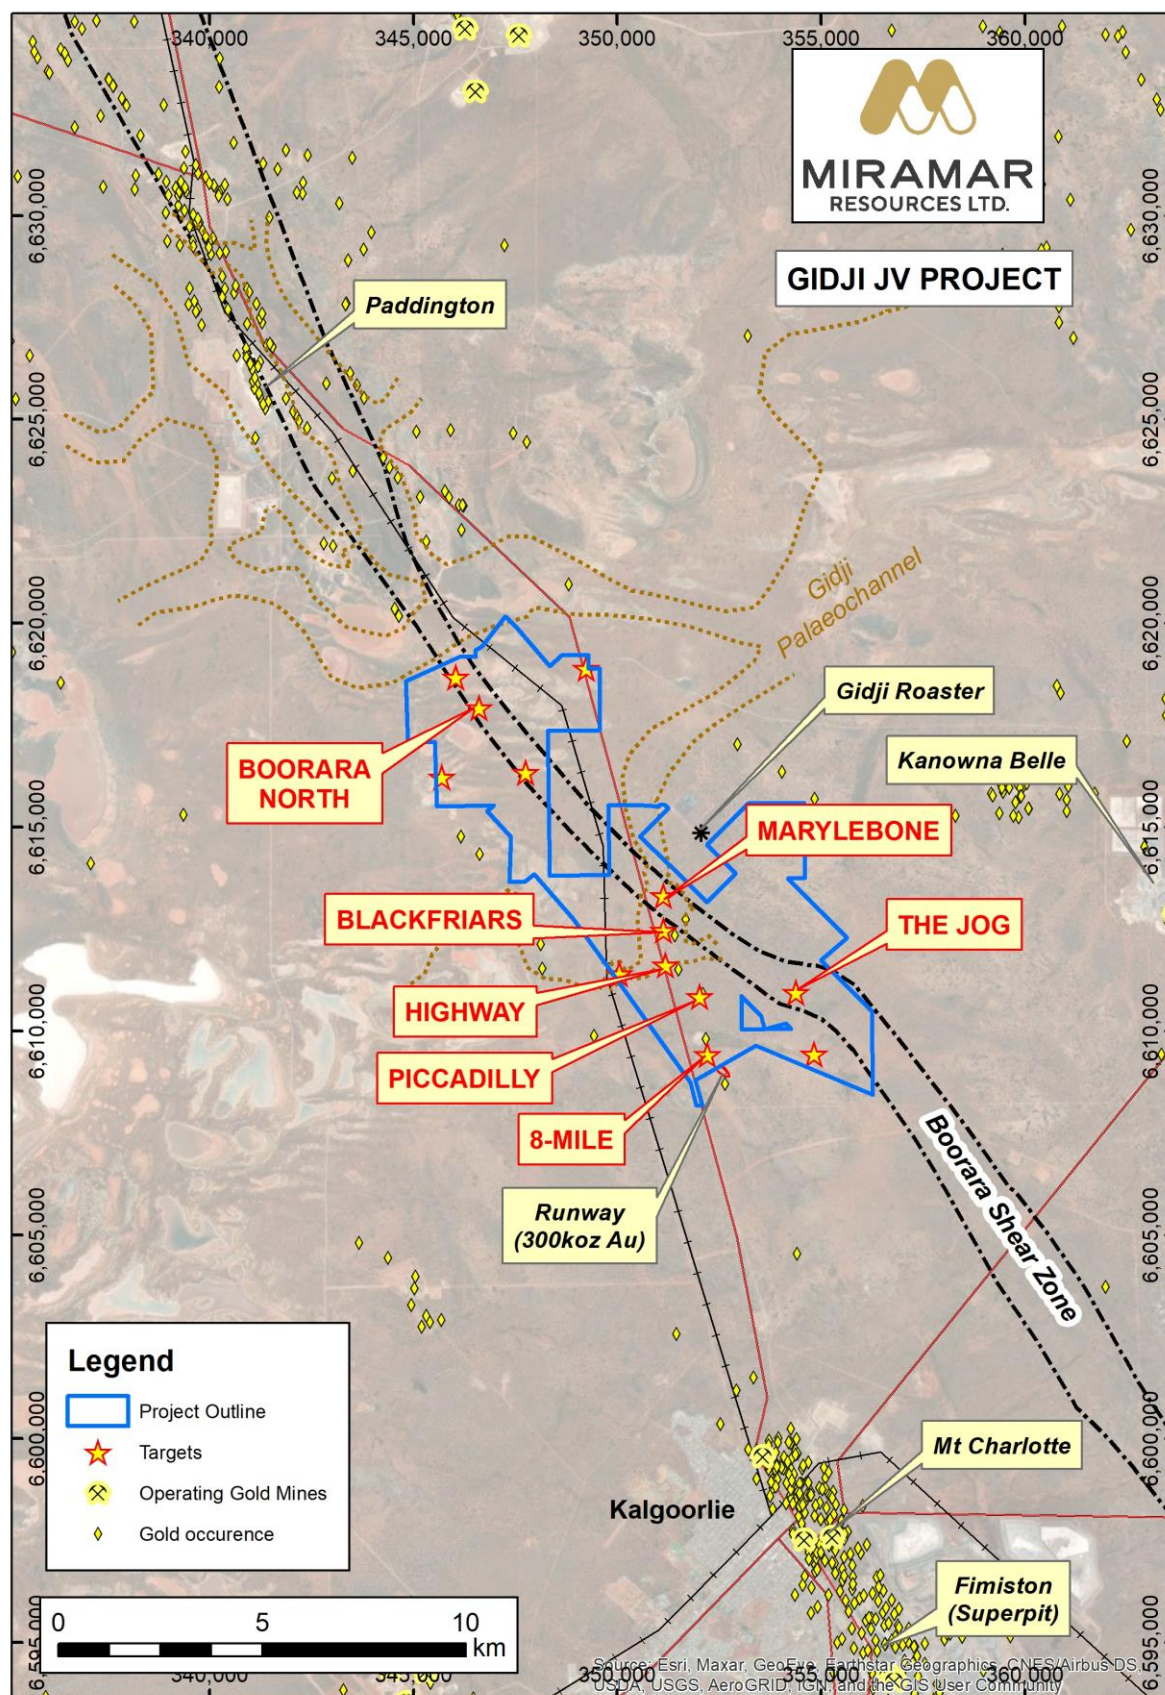 340,000
345,000
350,000
355,000
360,000
MIRAMAR
RESOURCES LTD.
GIDJI JV PROJECT
6,630,000
6,630,000
Paddington
6,625,000
6,625,000
Gidji
Palaeochannel
6,620,000
6,620,000
Gidji Roaster
Kanowna Belle
BOORARA
NORTH
6,615,000
6,615,000
MARYLEBONE
BLACKFRIARS
THE JOG
HIGHWAY
6,610,000
6,610,000
PICCADILLY
8-MILE
Boorara Shear Zone
Runway
(300koz Au)
6,605,000
6,605,000
Legend
Project Outline
Targets
Operating Gold Mines
Gold occurence
6,600,000
6,600,000
Mt Charlotte
Kalgoorlie
Fimiston
(Superpit)
0
5
10
km
6,595,000
6,595,000
340,000
345,000
350,000
355,000
360,000
Source: Esri, Maxar, GeoEye, Earthstar Geographics, CNES/Airbus DS,
USDA, USGS, AeroGRID, IGN, and the GIS User Community